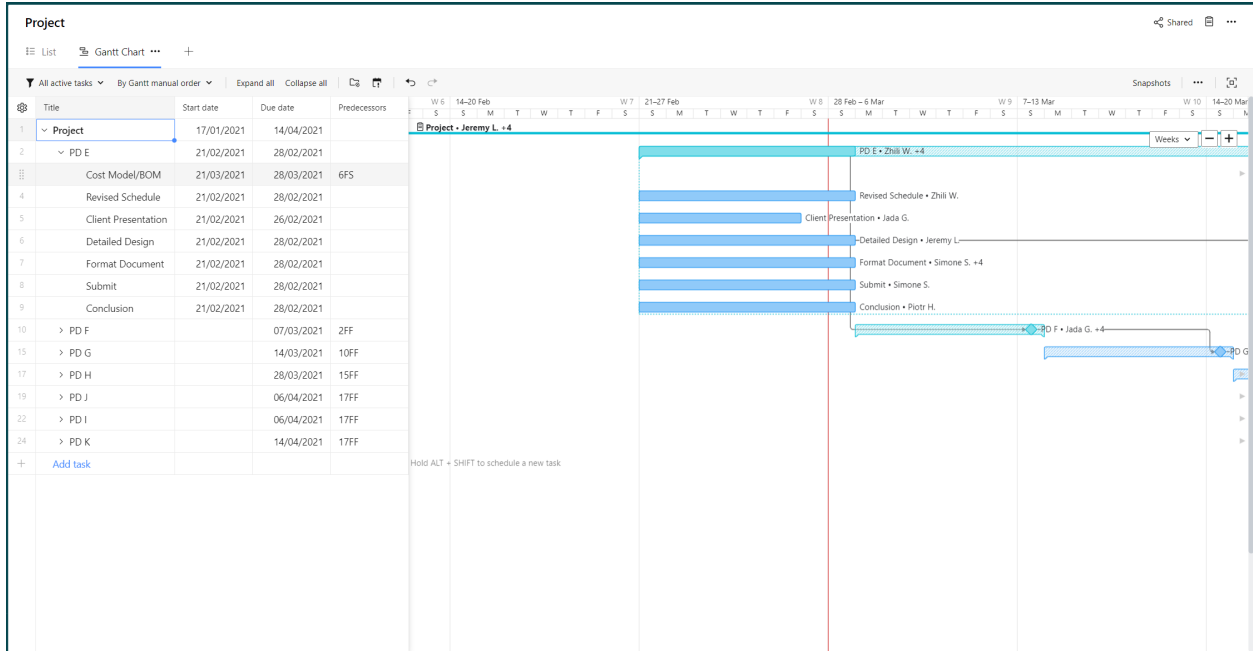 Project
Shared
List Gantt Chart
All active tasks By Gantt manual order Expand all Collapse all Snapshots
Title Start date Due date Predecessors
W 6 14–20 Feb W 7 21–27 Feb W 8 28 Feb – 6 Mar W 9 7–13 Mar W 10 14–20 Mar
S S M T W T F S S M T W T F S S M T W T F S S M T W T F S S
1 Project 17/01/2021 14/04/2021 Project • Jeremy L. +4
Weeks
2 PD E 21/02/2021 28/02/2021 PD E • Zhili W. +4
Cost Model/BOM 21/03/2021 28/03/2021 6FS
4 Revised Schedule 21/02/2021 28/02/2021 Revised Schedule • Zhili W.
5 Client Presentation 21/02/2021 26/02/2021 Client Presentation • Jada G.
6 Detailed Design 21/02/2021 28/02/2021 Detailed Design • Jeremy L.
7 Format Document 21/02/2021 28/02/2021 Format Document • Simone S. +4
8 Submit 21/02/2021 28/02/2021 Submit • Simone S.
9 Conclusion 21/02/2021 28/02/2021 Conclusion • Piotr H.
10 PD F 07/03/2021 2FF PD F • Jada G. +4
15 PD G 14/03/2021 10FF PD G
17 PD H 28/03/2021 15FF
19 PD J 06/04/2021 17FF
22 PD I 06/04/2021 17FF
24 PD K 14/04/2021 17FF
Add task Hold ALT + SHIFT to schedule a new task